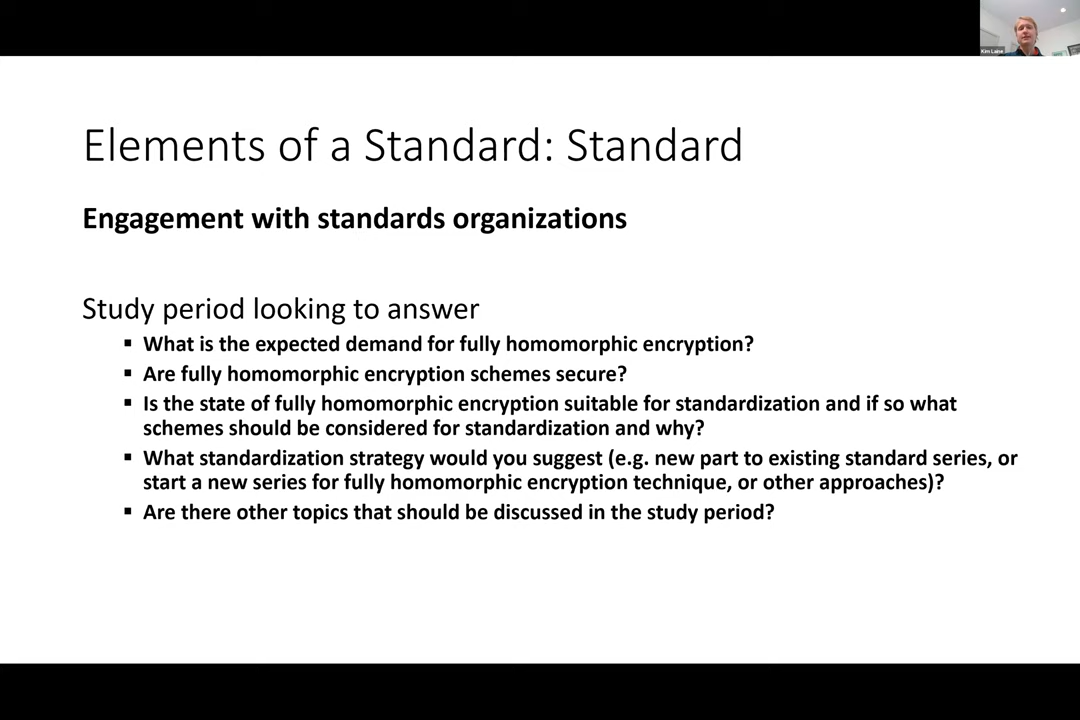 Kim Laine
Elements of a Standard: Standard
Engagement with standards organizations
Study period looking to answer
▪ What is the expected demand for fully homomorphic encryption?
▪ Are fully homomorphic encryption schemes secure?
▪ Is the state of fully homomorphic encryption suitable for standardization and if so what
schemes should be considered for standardization and why?
▪ What standardization strategy would you suggest (e.g. new part to existing standard series, or
start a new series for fully homomorphic encryption technique, or other approaches)?
▪ Are there other topics that should be discussed in the study period?